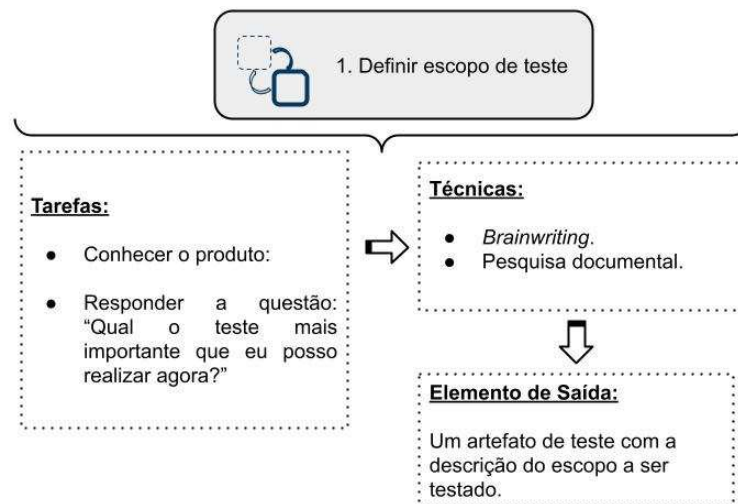 1. Definir escopo de teste
Tarefas:
● Conhecer o produto:
● Responder a questão:
“Qual o teste mais
importante que eu posso
realizar agora?”
Técnicas:
● Brainwriting.
● Pesquisa documental.
Elemento de Saída:
Um artefato de teste com a
descrição do escopo a ser
testado.